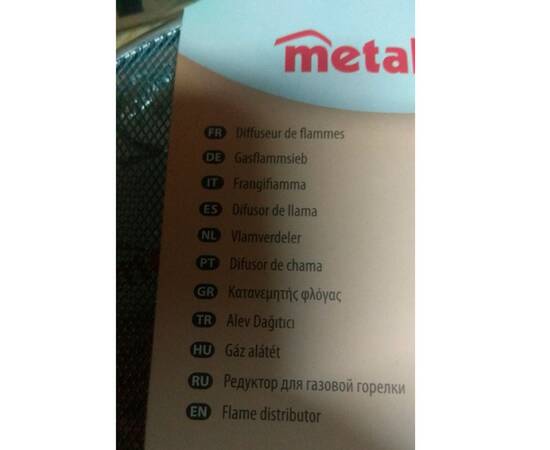 metal
FR Diffuseur de flammes
DE Gasflammsieb
IT Frangifiamma
ES Difusor de llama
NL Vlamverdeler
PT Difusor de chama
GR Κατανεμητής φλόγας
TR Alev Dağıtıcı
HU Gáz alátét
RU Редуктор для газовой горелки
EN Flame distributor